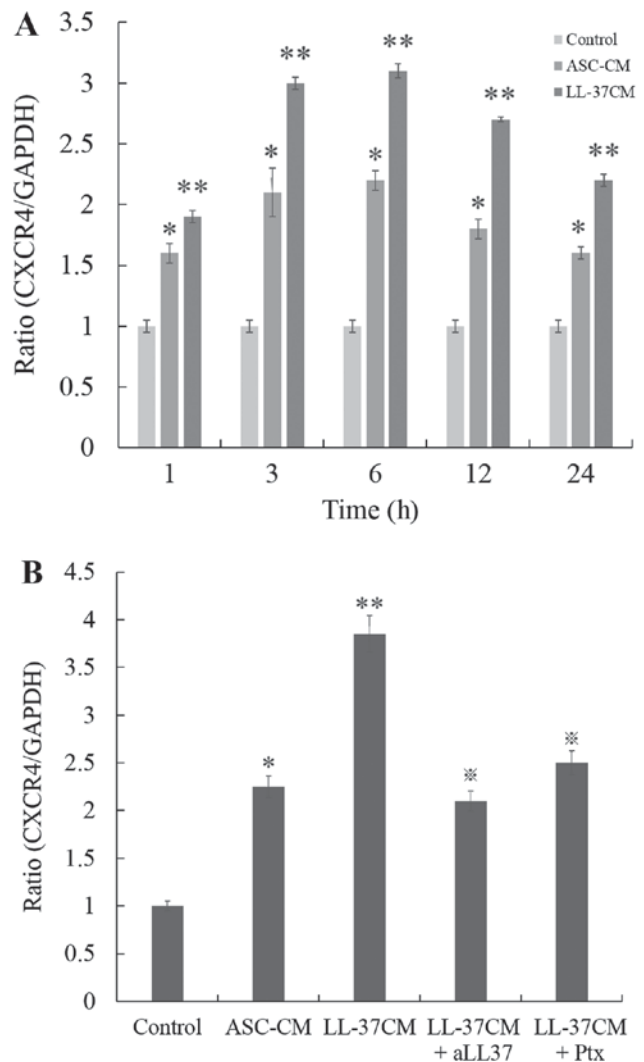 A
Ratio (CXCR4/GAPDH)
3.5
3
2.5
2
1.5
1
0.5
0
Control
ASC-CM
LL-37CM
* **
* **
* **
* **
* **
1 3 6 12 24
Time (h)
B
Ratio (CXCR4/GAPDH)
4.5
4
3.5
3
2.5
2
1.5
1
0.5
0
* ** ※ ※
Control ASC-CM LL-37CM LL-37CM LL-37CM
+ aLL37 + Ptx